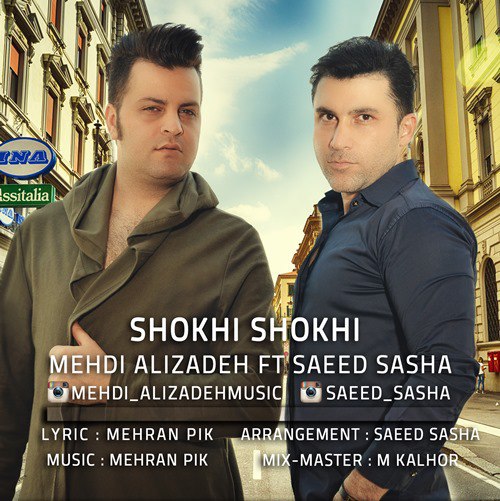 INA
Assitalia
SHOKHI SHOKHI
MEHDI ALIZADEH FT SAEED SASHA
MEHDI_ALIZADEHMUSIC SAEED_SASHA
LYRIC : MEHRAN PIK ARRANGEMENT : SAEED SASHA
MUSIC : MEHRAN PIK MIX-MASTER : M KALHOR